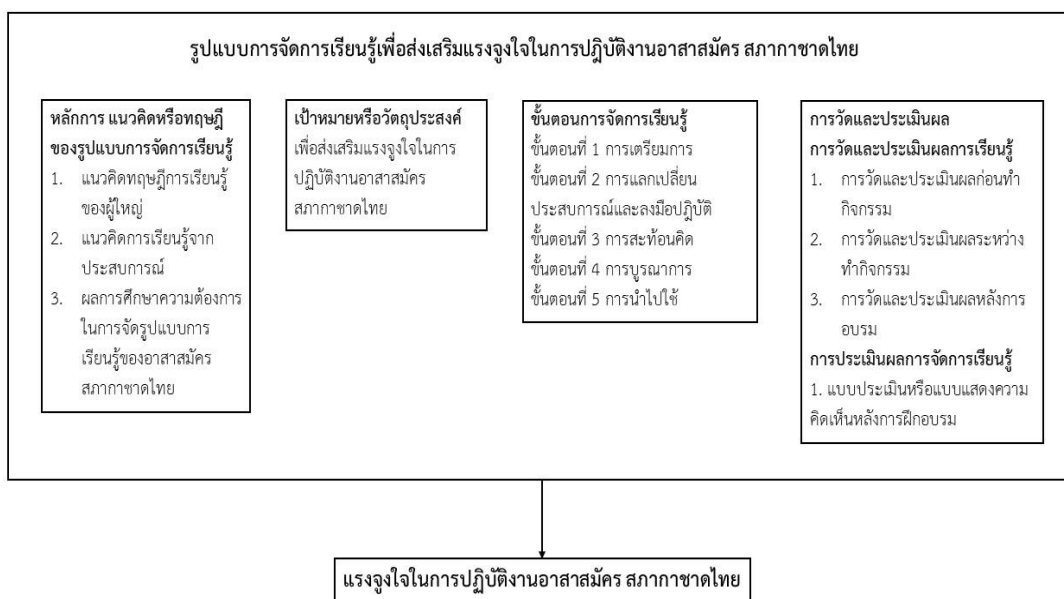 รูปแบบการจัดการเรียนรู้เพื่อส่งเสริมแรงจูงใจในการปฏิบัติงานอาสาสมัคร สภากาชาดไทย
หลักการ แนวคิดหรือทฤษฎี
ของรูปแบบการจัดการเรียนรู้
1. แนวคิดทฤษฎีการเรียนรู้
ของผู้ใหญ่
2. แนวคิดการเรียนรู้จาก
ประสบการณ์
3. ผลการศึกษาความต้องการ
ในการจัดรูปแบบการ
เรียนรู้ของอาสาสมัคร
สภากาชาดไทย
เป้าหมายหรือวัตถุประสงค์
เพื่อส่งเสริมแรงจูงใจในการ
ปฏิบัติงานอาสาสมัคร
สภากาชาดไทย
ขั้นตอนการจัดการเรียนรู้
ขั้นตอนที่ 1 การเตรียมการ
ขั้นตอนที่ 2 การแลกเปลี่ยน
ประสบการณ์และลงมือปฏิบัติ
ขั้นตอนที่ 3 การสะท้อนคิด
ขั้นตอนที่ 4 การบูรณาการ
ขั้นตอนที่ 5 การนำไปใช้
การวัดและประเมินผล
การวัดและประเมินผลการเรียนรู้
1. การวัดและประเมินผลก่อนทำ
กิจกรรม
2. การวัดและประเมินผลระหว่าง
ทำกิจกรรม
3. การวัดและประเมินผลหลังการ
อบรม
การประเมินผลการจัดการเรียนรู้
1. แบบประเมินหรือแบบแสดงความ
คิดเห็นหลังการฝึกอบรม
แรงจูงใจในการปฏิบัติงานอาสาสมัคร สภากาชาดไทย